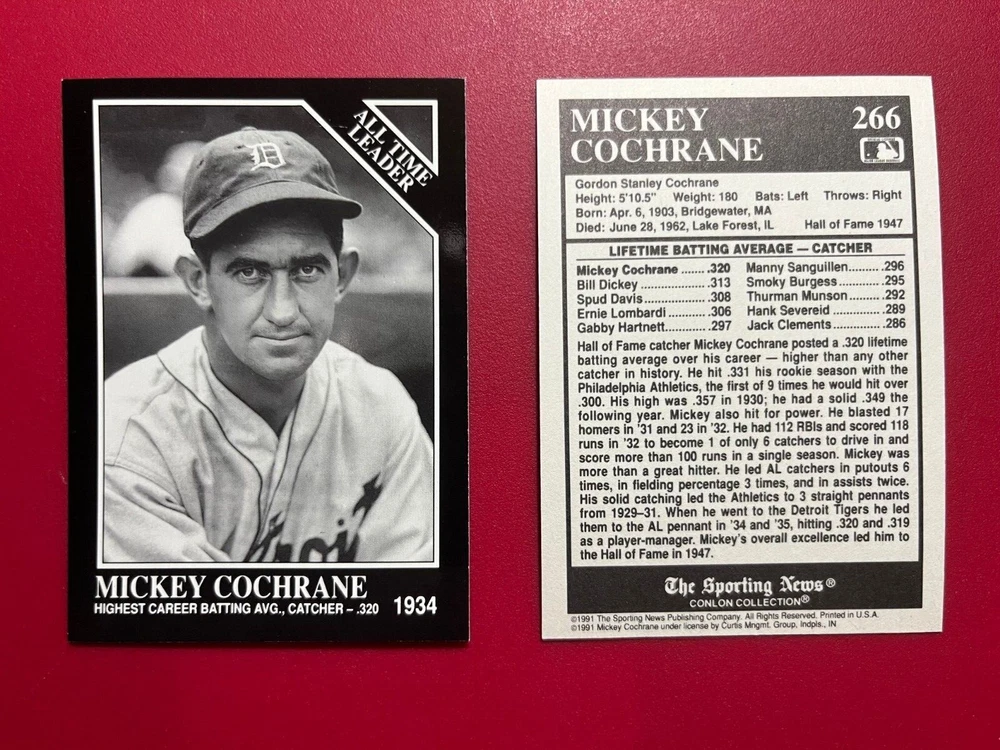 ALL TIME
LEADER
D
Detroit
MICKEY COCHRANE
HIGHEST CAREER BATTING AVG., CATCHER – .320 1934
MICKEY 266
COCHRANE
Gordon Stanley Cochrane
Height: 5'10.5" Weight: 180 Bats: Left Throws: Right
Born: Apr. 6, 1903, Bridgewater, MA
Died: June 28, 1962, Lake Forest, IL Hall of Fame 1947
LIFETIME BATTING AVERAGE — CATCHER
Mickey Cochrane ....... .320 Manny Sanguillen......... .296
Bill Dickey ....................... .313 Smoky Burgess............ .295
Spud Davis ..................... .308 Thurman Munson ......... .292
Ernie Lombardi .............. .306 Hank Severeid ............. .289
Gabby Hartnett.............. .297 Jack Clements ............. .286
Hall of Fame catcher Mickey Cochrane posted a .320 lifetime
batting average over his career — higher than any other
catcher in history. He hit .331 his rookie season with the
Philadelphia Athletics, the first of 9 times he would hit over
.300. His high was .357 in 1930; he had a solid .349 the
following year. Mickey also hit for power. He blasted 17
homers in '31 and 23 in '32. He had 112 RBIs and scored 118
runs in '32 to become 1 of only 6 catchers to drive in and
score more than 100 runs in a single season. Mickey was
more than a great hitter. He led AL catchers in putouts 6
times, in fielding percentage 3 times, and in assists twice.
His solid catching led the Athletics to 3 straight pennants
from 1929–31. When he went to the Detroit Tigers he led
them to the AL pennant in '34 and '35, hitting .320 and .319
as a player-manager. Mickey's overall excellence led him to
the Hall of Fame in 1947.
The Sporting News®
CONLON COLLECTION®
©1991 The Sporting News Publishing Company. All Rights Reserved. Printed in U.S.A.
©1991 Mickey Cochrane under license by Curtis Mngmt. Group, Indpls., IN